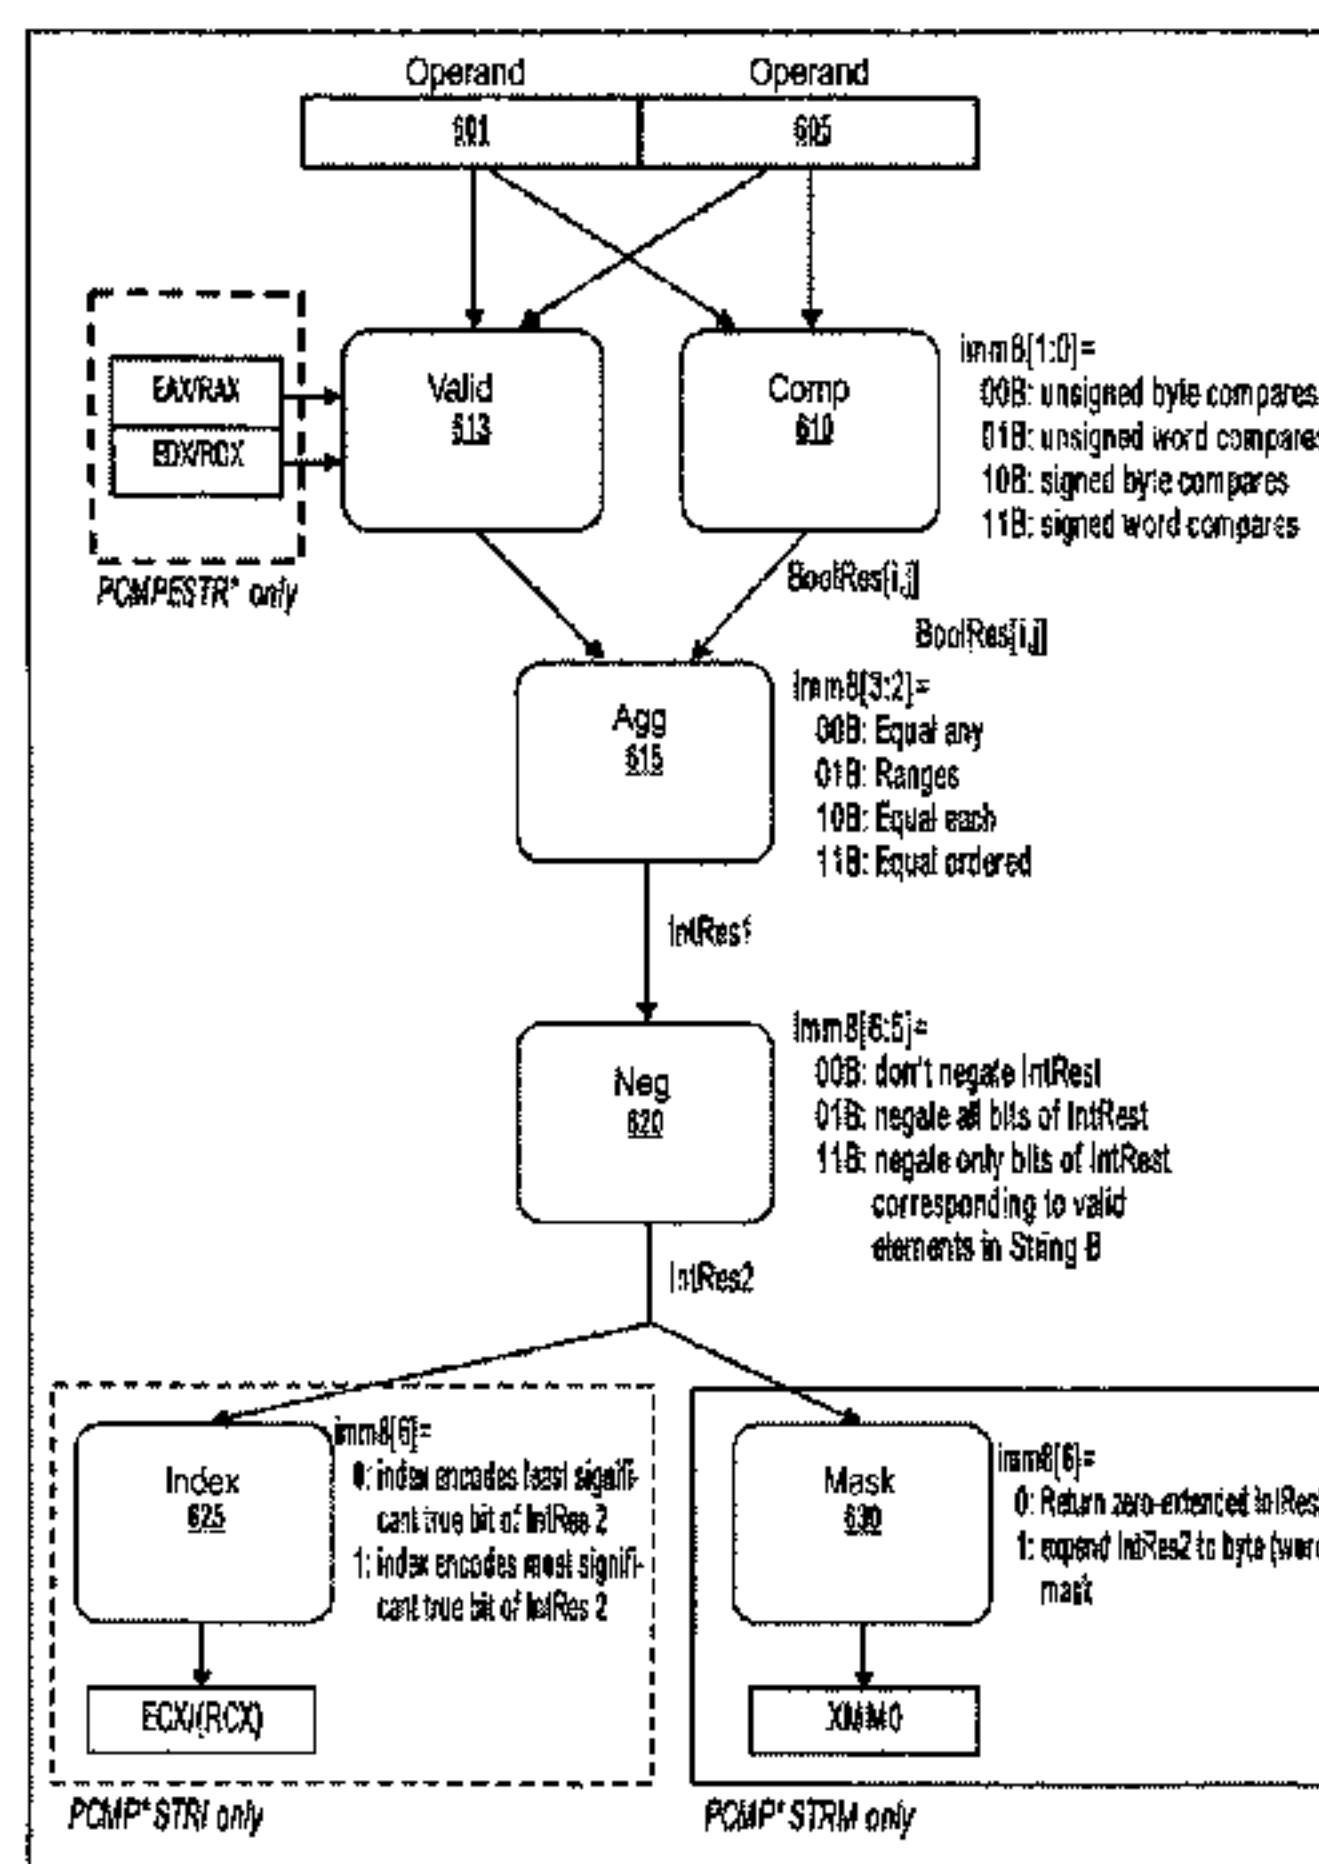 Operand
Operand
601
605
EAX/RAX
EDX/RDX
PCMPESTR* only
Valid
613
Comp
610
imm8[1:0]=
00B: unsigned byte compares
01B: unsigned word compares
10B: signed byte compares
11B: signed word compares
BoolRes[i,j]
BoolRes[i,j]
Agg
615
imm8[3:2]=
00B: Equal any
01B: Ranges
10B: Equal each
11B: Equal ordered
IntRes1
Neg
620
00B: don't negate IntRes1
01B: negate all bits of IntRes1
11B: negate only bits of IntRes1
corresponding to valid
elements in String B
IntRes2
Index
625
imm8[6]=
0: index encodes least signifi-
cant true bit of IntRes 2
1: index encodes most signifi-
cant true bit of IntRes 2
ECX/(RCX)
PCMP*STRI only
Mask
630
imm8[6]=
0: Return zero-extended IntRes
1: expand IntRes2 to byte (word
mask
XMM0
PCMP*STRM only